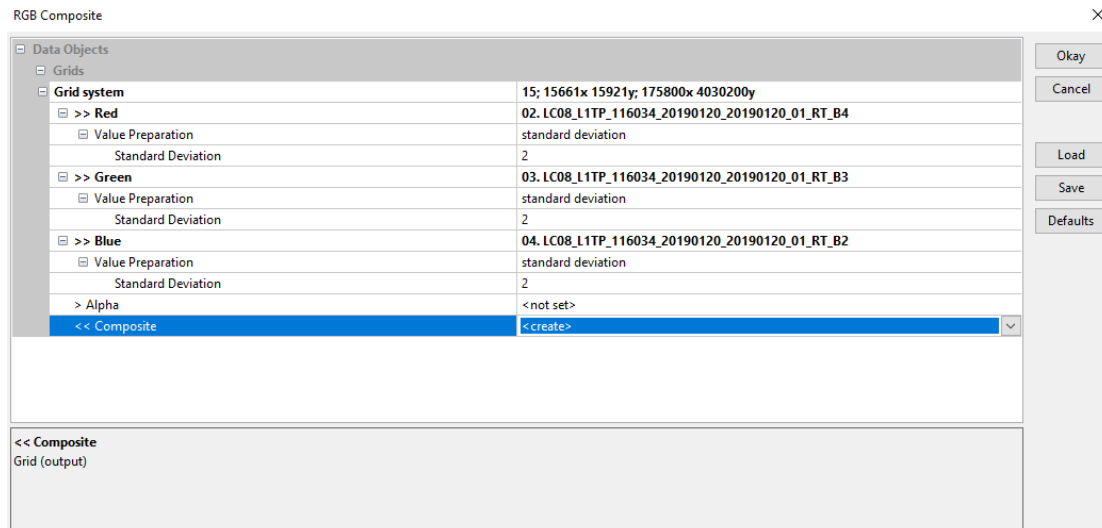 RGB Composite
Data Objects
Grids
Grid system 15; 15661x 15921y; 175800x 4030200y
>> Red 02. LC08_L1TP_116034_20190120_20190120_01_RT_B4
Value Preparation standard deviation
Standard Deviation 2
>> Green 03. LC08_L1TP_116034_20190120_20190120_01_RT_B3
Value Preparation standard deviation
Standard Deviation 2
>> Blue 04. LC08_L1TP_116034_20190120_20190120_01_RT_B2
Value Preparation standard deviation
Standard Deviation 2
> Alpha <not set>
<< Composite <create>
Okay
Cancel
Load
Save
Defaults
<< Composite
Grid (output)